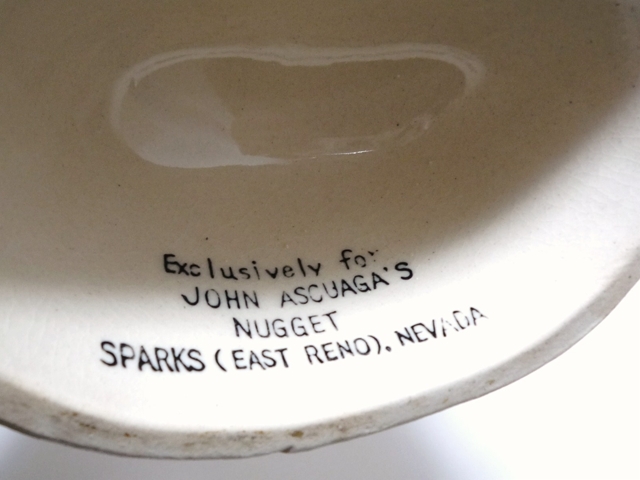 Exclusively for
JOHN ASCUAGA'S
NUGGET
SPARKS (EAST RENO). NEVADA